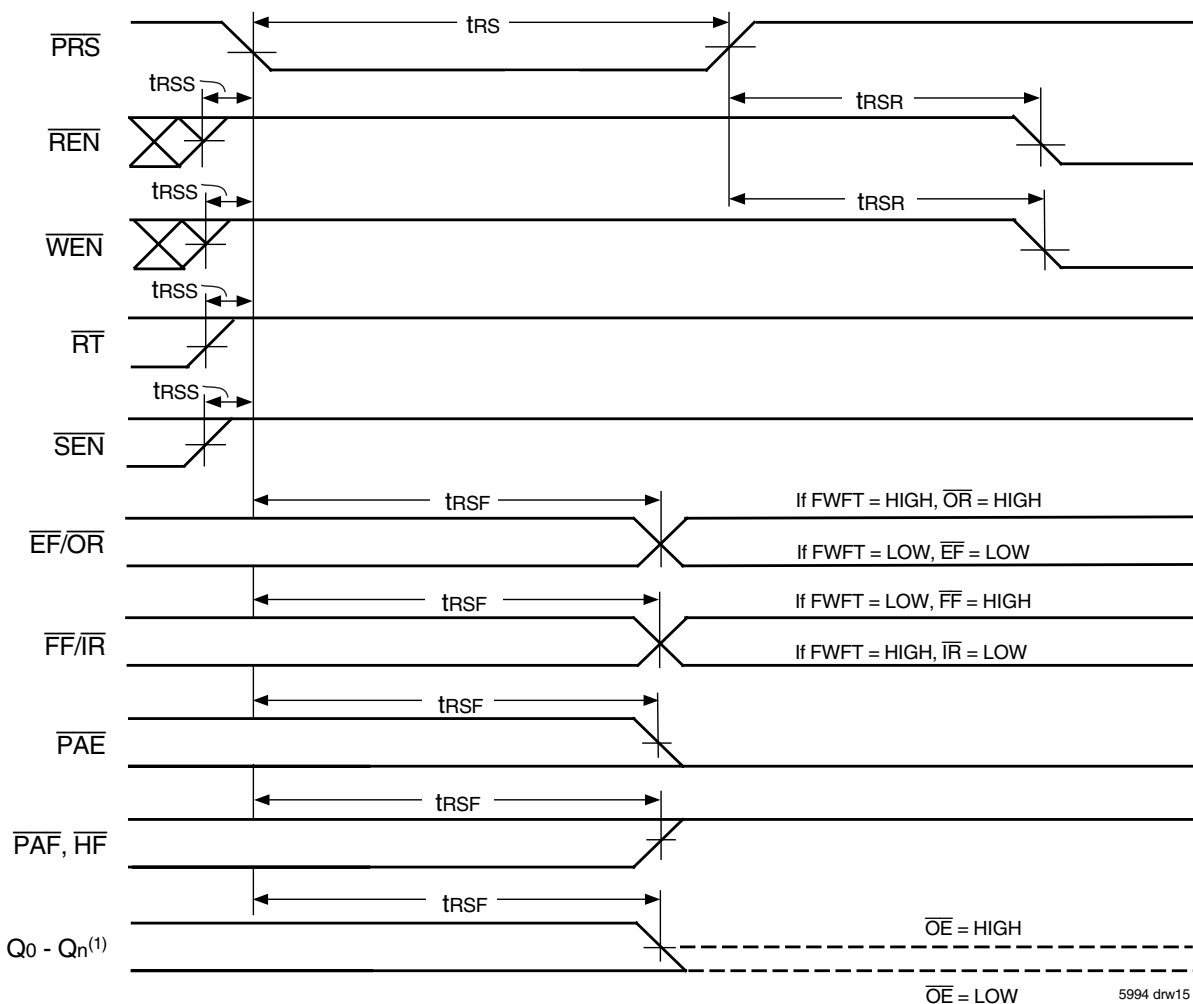 tRS
PRS
tRSS
tRSR
REN
tRSS
tRSR
WEN
tRSS
RT
tRSS
SEN
tRSF
If FWFT = HIGH, OR = HIGH
EF/OR
If FWFT = LOW, EF = LOW
tRSF
If FWFT = LOW, FF = HIGH
FF/IR
If FWFT = HIGH, IR = LOW
tRSF
PAE
tRSF
PAF, HF
tRSF
OE = HIGH
Q0 - Qn(1)
OE = LOW
5994 drw15